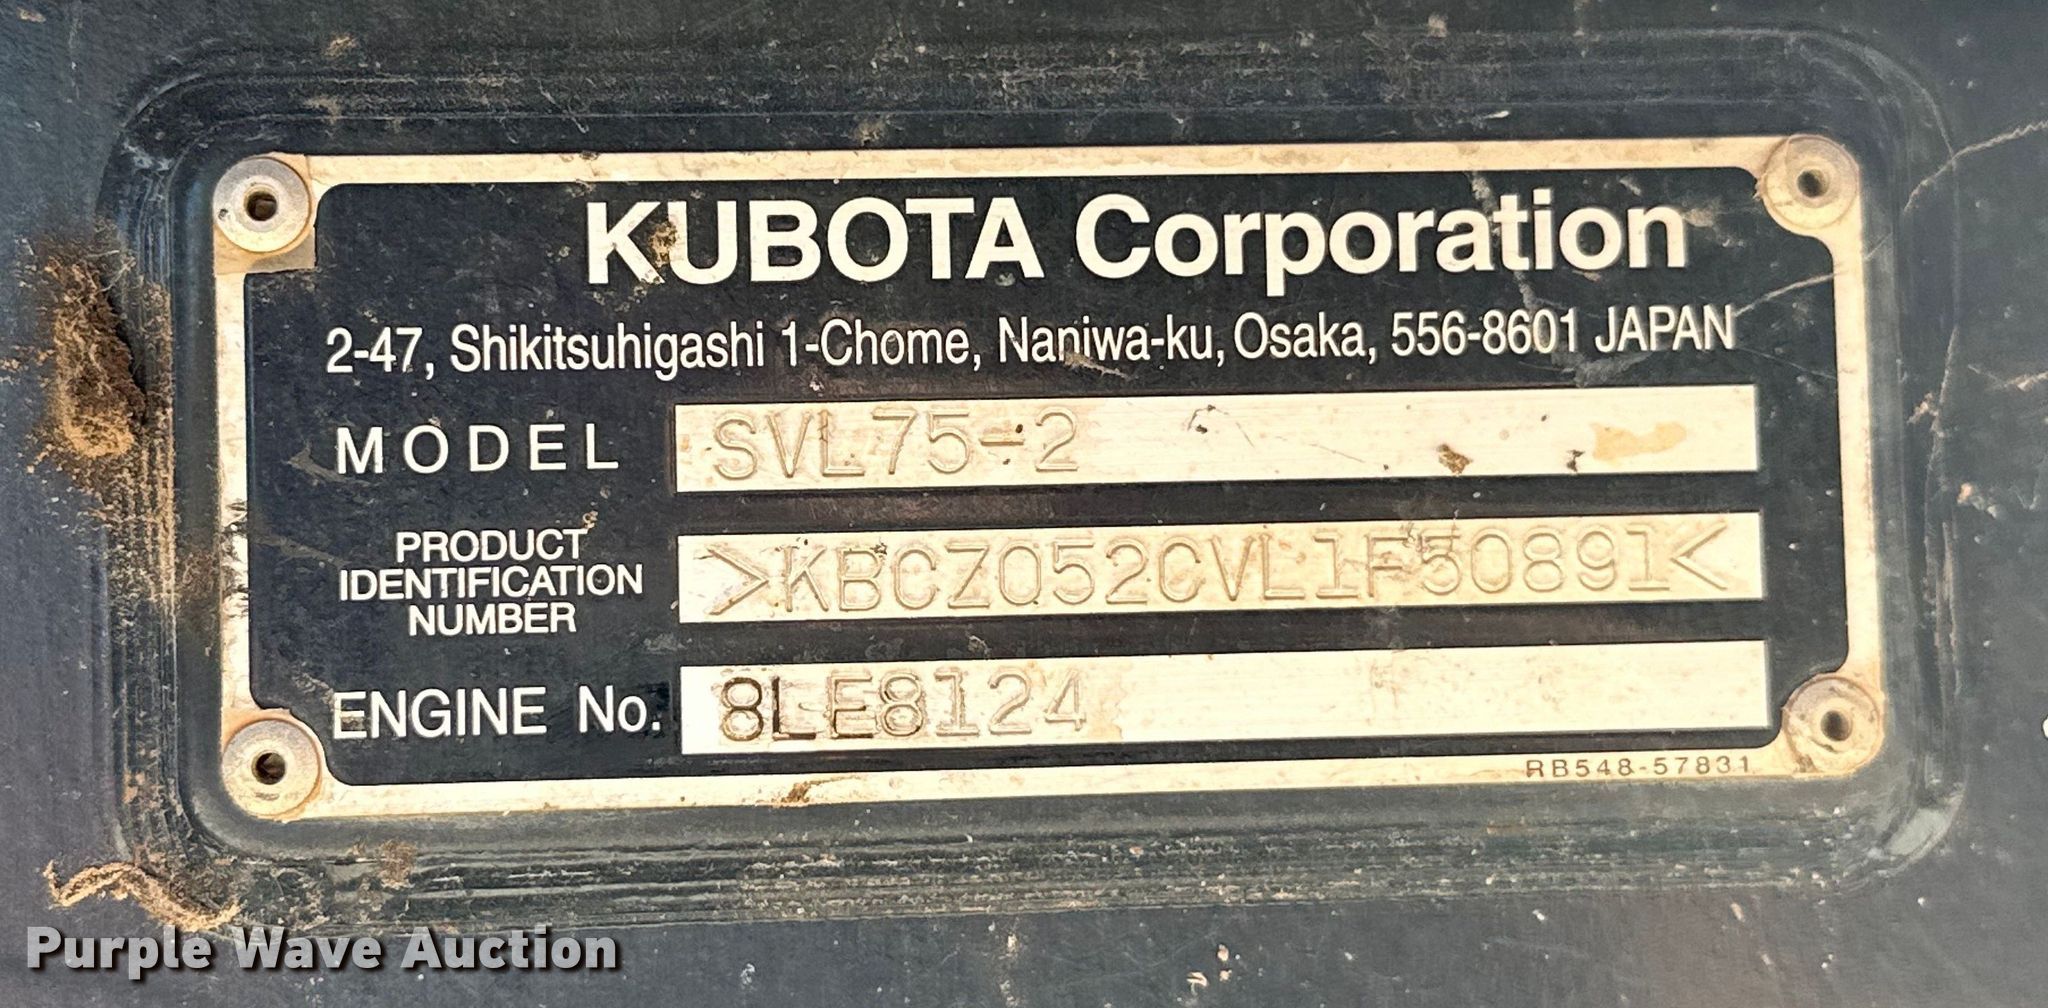 KUBOTA Corporation
2-47, Shikitsuhigashi 1-Chome, Naniwa-ku, Osaka, 556-8601 JAPAN
MODEL SVL75-2
PRODUCT
IDENTIFICATION
NUMBER
>KBCZ052CVL1F50891<
ENGINE No. 8LE8124
RB548-57831
Purple Wave Auction